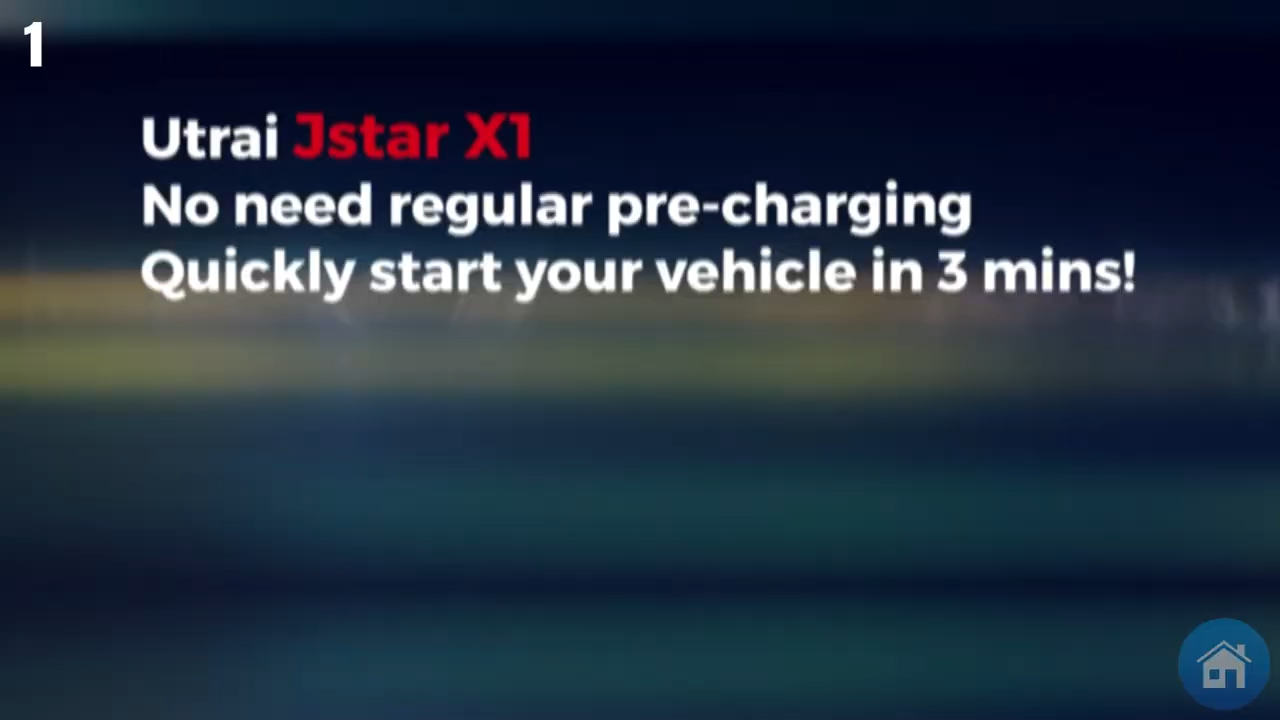 1
Utrai Jstar X1
No need regular pre-charging
Quickly start your vehicle in 3 mins!